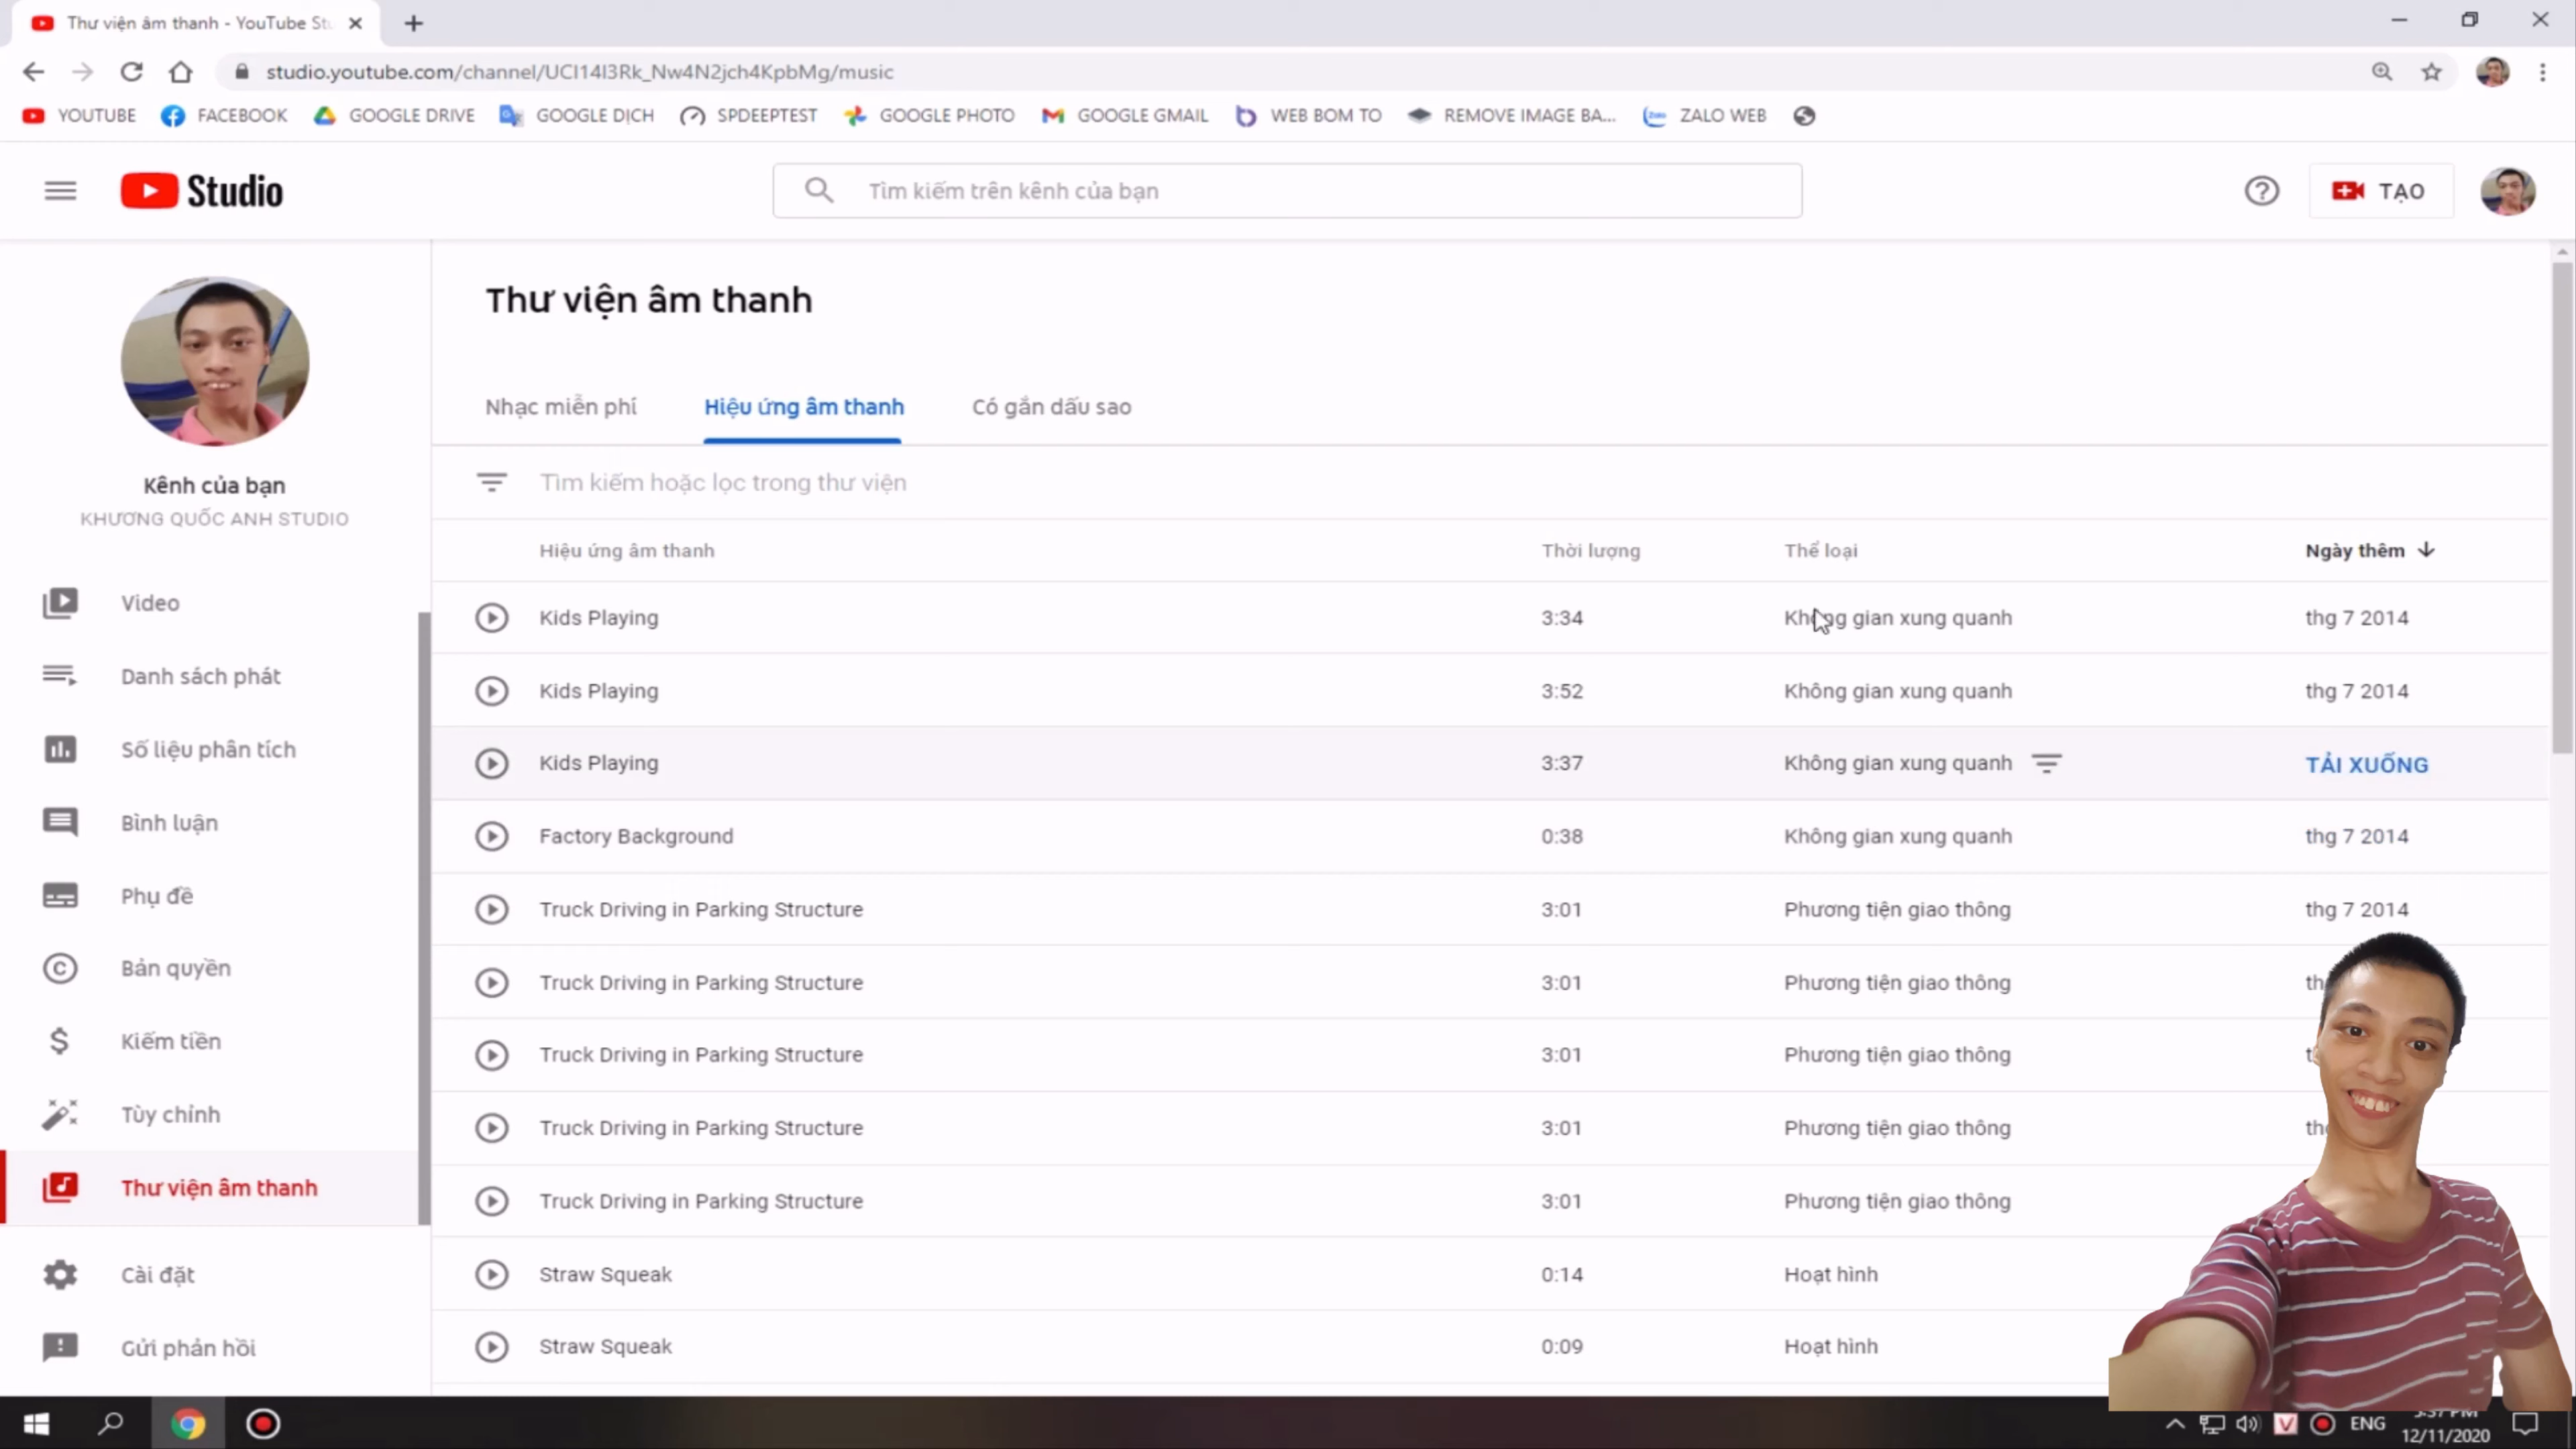 Thư viện âm thanh - YouTube Stu
studio.youtube.com/channel/UCI14I3Rk_Nw4N2jch4KpbMg/music
YOUTUBE FACEBOOK GOOGLE DRIVE GOOGLE DỊCH SPDEEPTEST GOOGLE PHOTO GOOGLE GMAIL WEB BOM TO REMOVE IMAGE BA... ZALO WEB
Studio
Tìm kiếm trên kênh của bạn
TẠO
Kênh của bạn
KHƯƠNG QUỐC ANH STUDIO
Video
Danh sách phát
Số liệu phân tích
Bình luận
Phụ đề
Bản quyền
Kiếm tiền
Tùy chỉnh
Thư viện âm thanh
Cài đặt
Gửi phản hồi
Thư viện âm thanh
Nhạc miễn phí Hiệu ứng âm thanh Có gắn dấu sao
Tìm kiếm hoặc lọc trong thư viện
Hiệu ứng âm thanh Thời lượng Thể loại Ngày thêm
Kids Playing 3:34 Không gian xung quanh thg 7 2014
Kids Playing 3:52 Không gian xung quanh thg 7 2014
Kids Playing 3:37 Không gian xung quanh TẢI XUỐNG
Factory Background 0:38 Không gian xung quanh thg 7 2014
Truck Driving in Parking Structure 3:01 Phương tiện giao thông thg 7 2014
Truck Driving in Parking Structure 3:01 Phương tiện giao thông
Truck Driving in Parking Structure 3:01 Phương tiện giao thông
Truck Driving in Parking Structure 3:01 Phương tiện giao thông
Truck Driving in Parking Structure 3:01 Phương tiện giao thông
Straw Squeak 0:14 Hoạt hình
Straw Squeak 0:09 Hoạt hình
ENG
12/11/2020